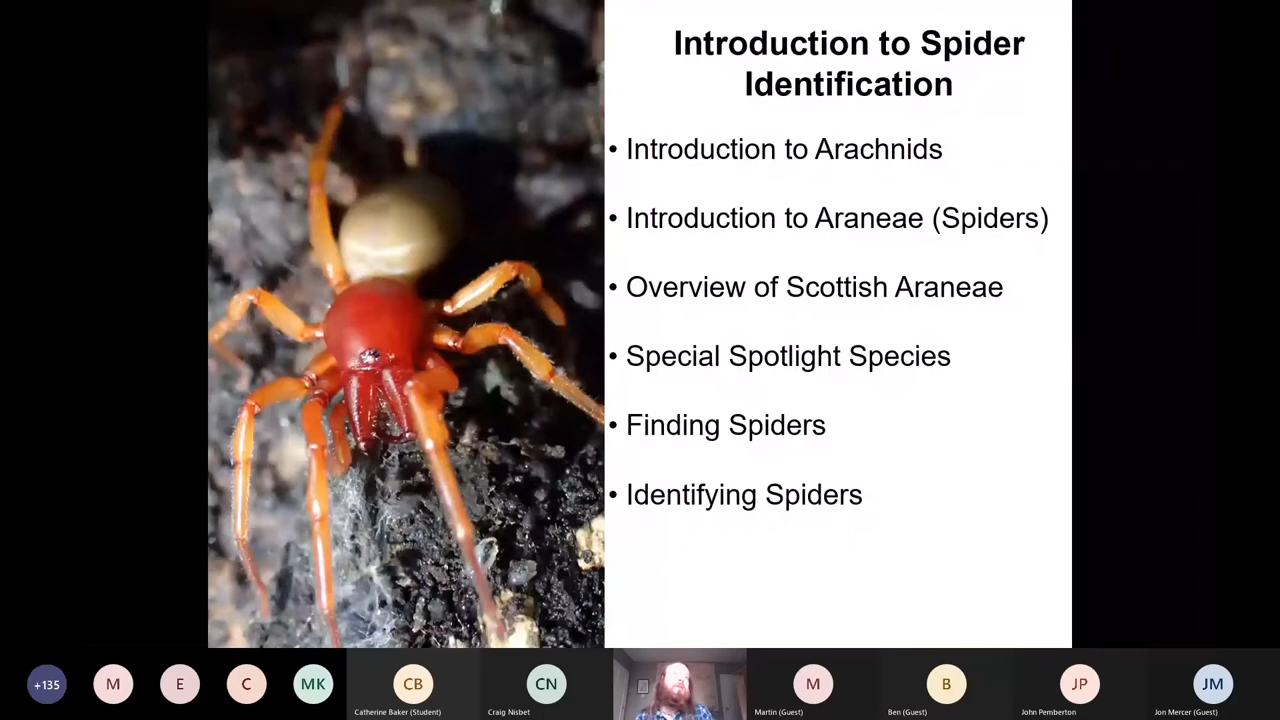 Introduction to Spider
Identification
• Introduction to Arachnids
• Introduction to Araneae (Spiders)
• Overview of Scottish Araneae
• Special Spotlight Species
• Finding Spiders
• Identifying Spiders
+135
M
E
C
MK
CB
Catherine Baker (Student)
CN
Craig Nisbet
M
Martin (Guest)
B
Ben (Guest)
JP
John Pemberton
JM
Jon Mercer (Guest)